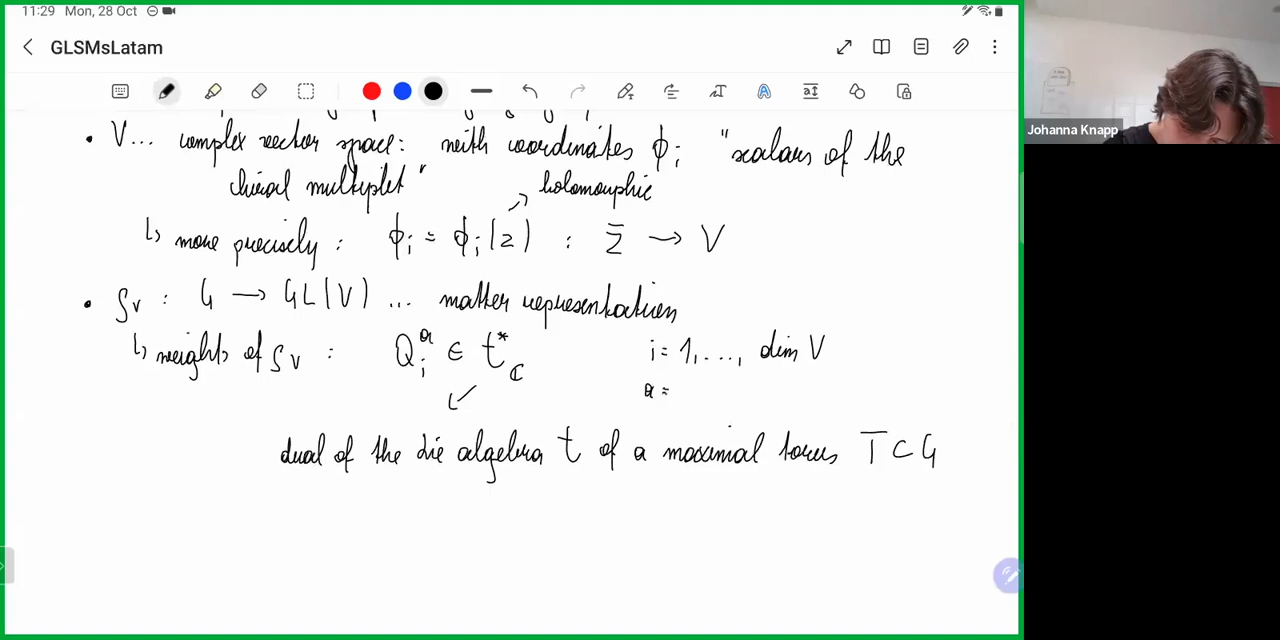 11:29 Mon, 28 Oct
GLSMsLatam
Johanna Knapp
• V... complex vector space: with coordinates ϕi "scalars of the
chiral multiplet"
holomorphic
↳ more precisely: ϕi = ϕi(z) : Σ → V
• ρV : G → GL(V) ... matter representation
↳ weights of ρV : Qiᵃ ∈ t*ℂ i = 1, ..., dim V
a =
dual of the Lie algebra t of a maximal torus T ⊂ G